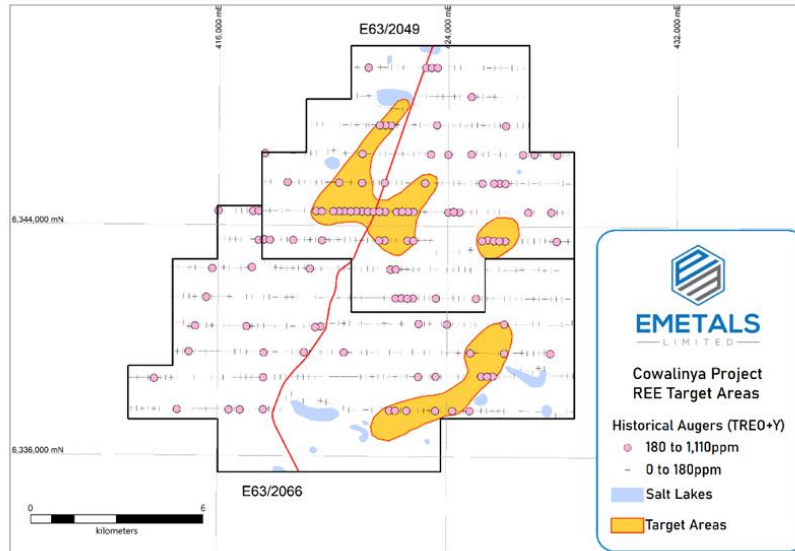 E63/2049
416,000 mE
424,000 mE
432,000 mE
6,344,000 mN
6,336,000 mN
E63/2066
0
6
kilometers
EMETALS
LIMITED
Cowalinya Project
REE Target Areas
Historical Augers (TREO+Y)
180 to 1,110ppm
0 to 180ppm
Salt Lakes
Target Areas